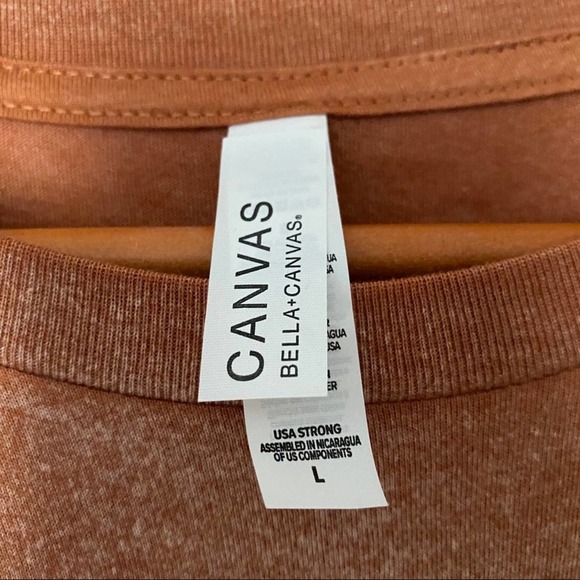 CANVAS
BELLA+CANVAS®
USA STRONG
ASSEMBLED IN NICARAGUA
OF US COMPONENTS
L